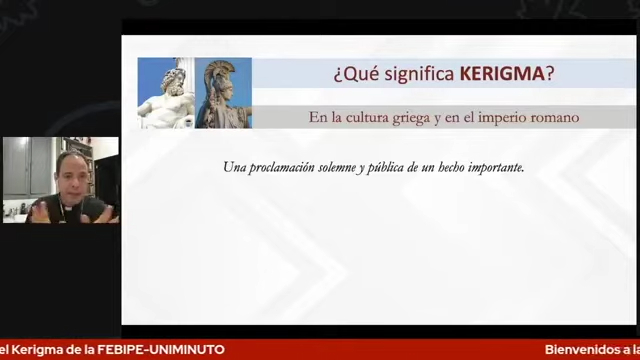 ¿Qué significa KERIGMA?
En la cultura griega y en el imperio romano
Una proclamación solemne y pública de un hecho importante.
el Kerigma de la FEBIPE-UNIMINUTO
Bienvenidos a la